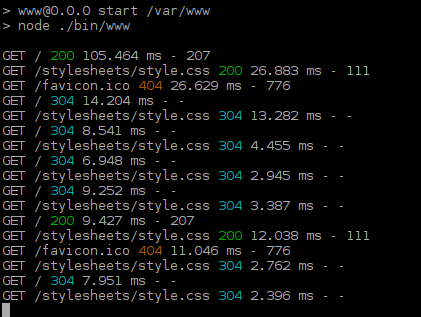 > www@0.0.0 start /var/www
> node ./bin/www
GET / 200 105.464 ms - 207
GET /stylesheets/style.css 200 26.883 ms - 111
GET /favicon.ico 404 26.629 ms - 776
GET / 304 14.204 ms - -
GET /stylesheets/style.css 304 13.282 ms - -
GET / 304 8.541 ms - -
GET /stylesheets/style.css 304 4.455 ms - -
GET / 304 6.948 ms - -
GET /stylesheets/style.css 304 2.945 ms - -
GET / 304 9.252 ms - -
GET /stylesheets/style.css 304 3.387 ms - -
GET / 200 9.427 ms - 207
GET /stylesheets/style.css 200 12.038 ms - 111
GET /favicon.ico 404 11.046 ms - 776
GET /stylesheets/style.css 304 2.762 ms - -
GET / 304 7.951 ms - -
GET /stylesheets/style.css 304 2.396 ms - -